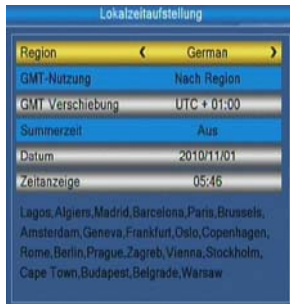 Lokalzeitaufstellung
Region German
GMT-Nutzung Nach Region
GMT Verschiebung UTC + 01:00
Summerzeit Aus
Datum 2010/11/01
Zeitanzeige 05:46
Lagos,Algiers,Madrid,Barcelona,Paris,Brussels,
Amsterdam,Geneva,Frankfurt,Oslo,Copenhagen,
Rome,Berlin,Prague,Zagreb,Vienna,Stockholm,
Cape Town,Budapest,Belgrade,Warsaw